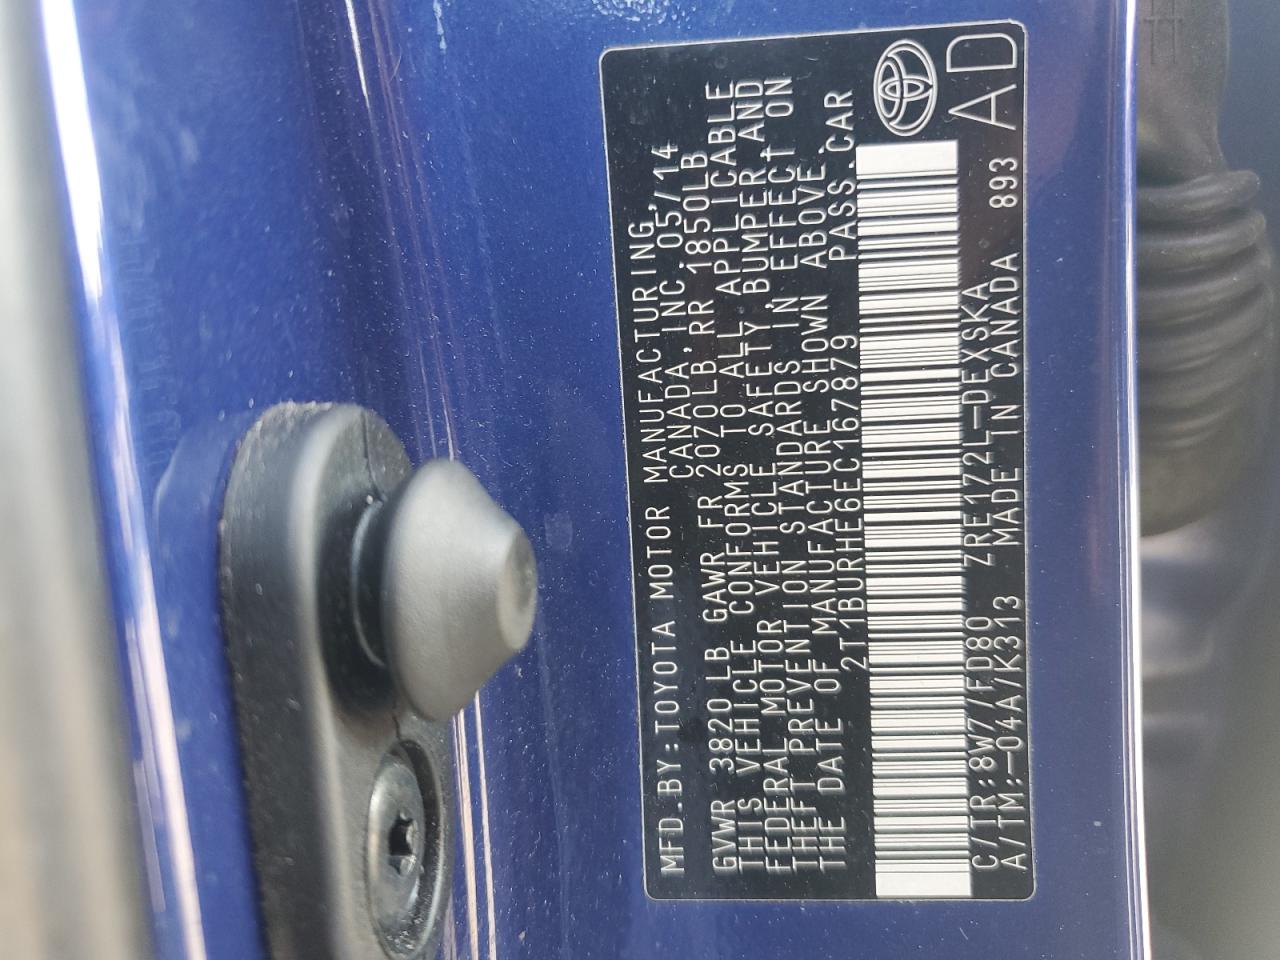 MFD.BY:TOYOTA MOTOR MANUFACTURING,
CANADA, INC. 05/14
GVWR 3820 LB GAWR FR 2070LB,RR 1850LB
THIS VEHICLE CONFORMS TO ALL APPLICABLE
FEDERAL MOTOR VEHICLE SAFETY,BUMPER,AND
THEFT PREVENTION STANDARDS IN EFFECT ON
THE DATE OF MANUFACTURE SHOWN ABOVE.
2T1BURHE6EC167879 PASS.CAR
C/TR:8W7/FD80 ZRE172L-DEXSKA
A/TM:-04A/K313 MADE IN CANADA 893
AD